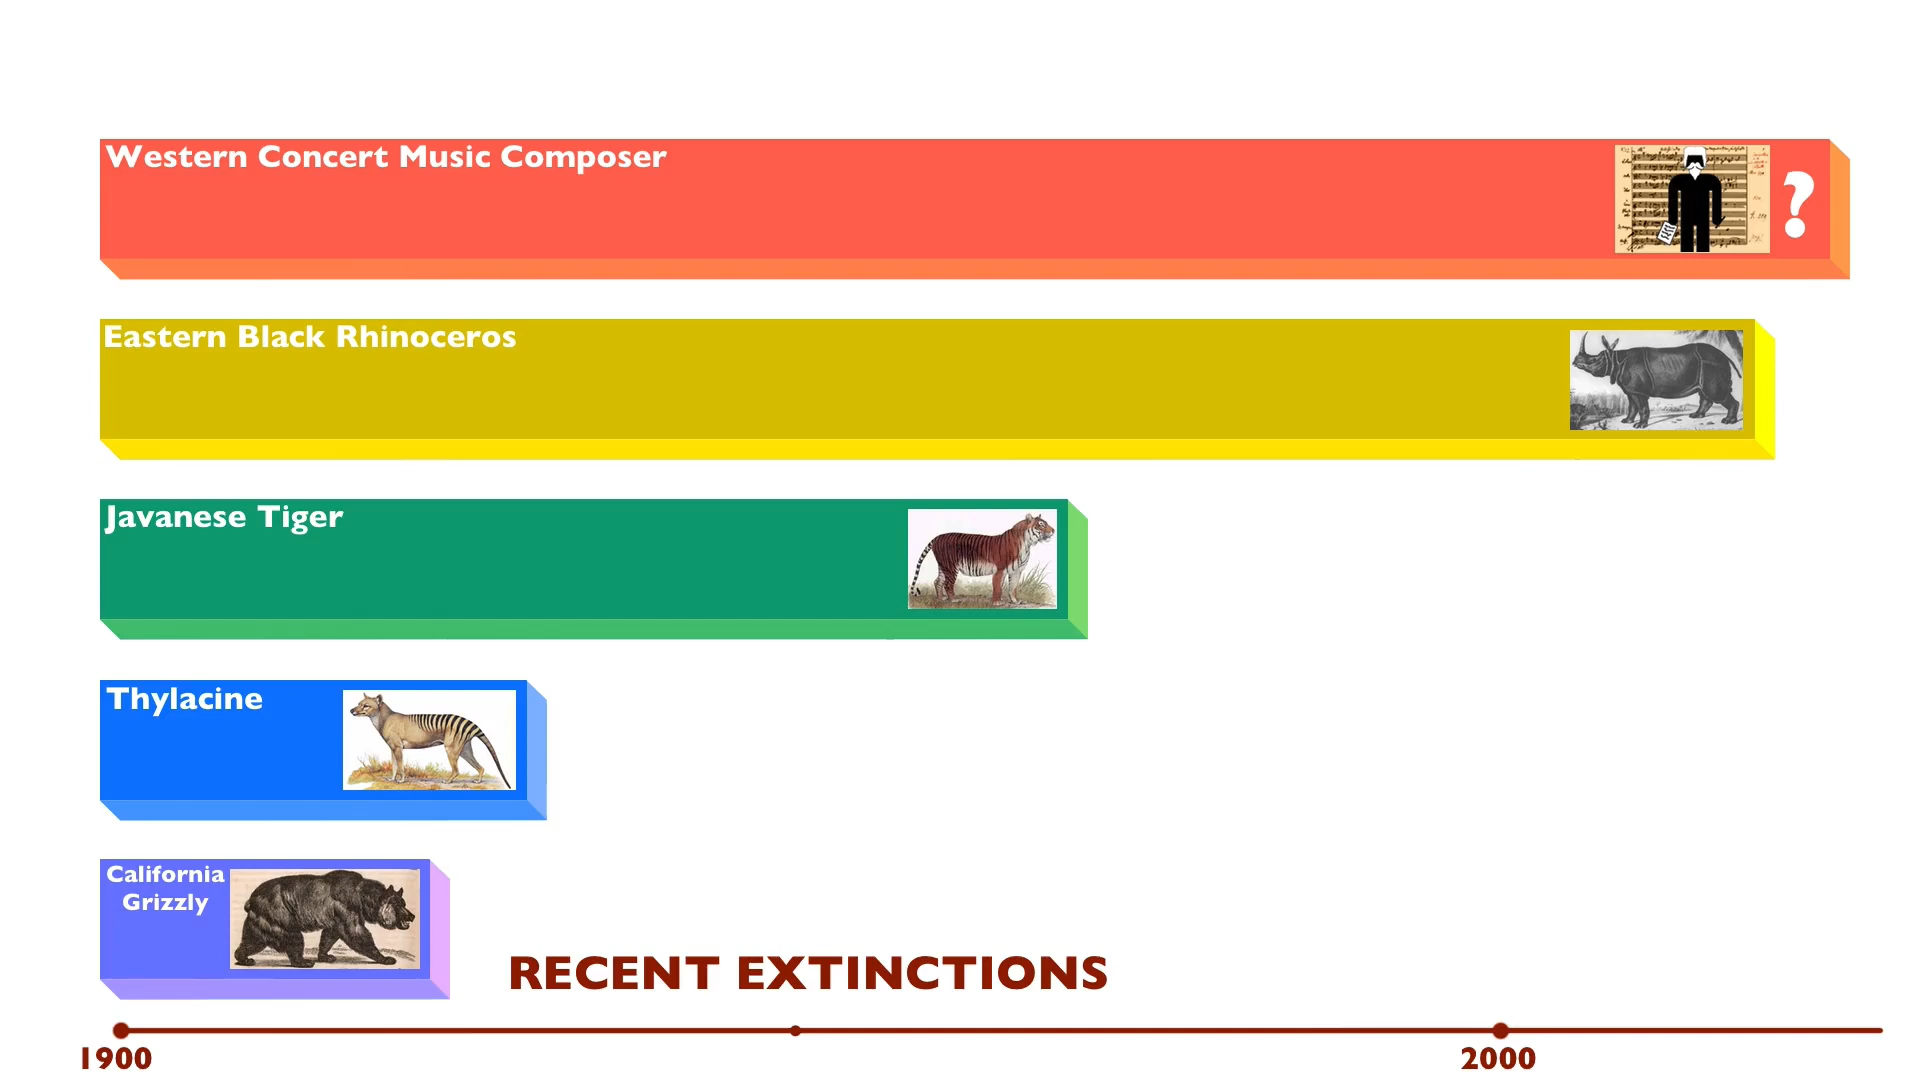 Western Concert Music Composer
?
Eastern Black Rhinoceros
Javanese Tiger
Thylacine
California
Grizzly
RECENT EXTINCTIONS
1900
2000